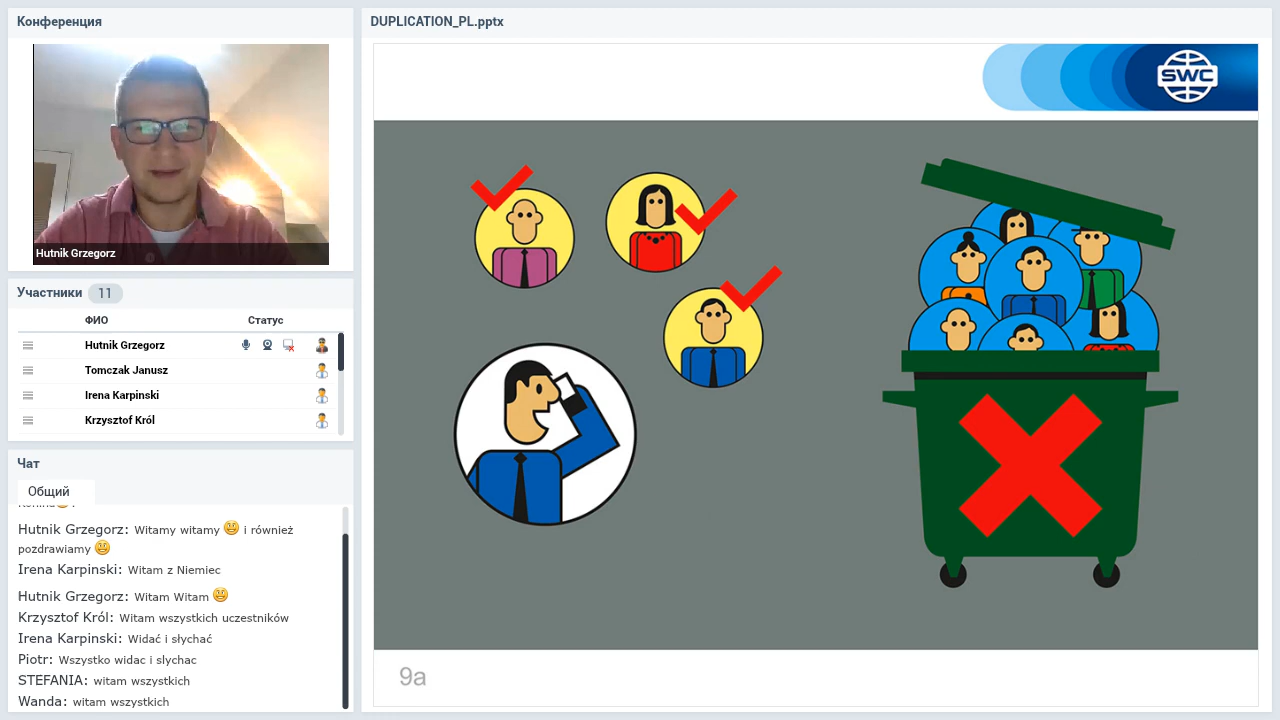 Конференция
Hutnik Grzegorz
Участники 11
ФИО Статус
Hutnik Grzegorz
Tomczak Janusz
Irena Karpinski
Krzysztof Król
Чат
Общий
Hutnik Grzegorz: Witamy witamy i również
pozdrawiamy
Irena Karpinski: Witam z Niemiec
Hutnik Grzegorz: Witam Witam
Krzysztof Król: Witam wszystkich uczestników
Irena Karpinski: Widać i słychać
Piotr: Wszystko widac i slychac
STEFANIA: witam wszystkich
Wanda: witam wszystkich
DUPLICATION_PL.pptx
SWC
9a